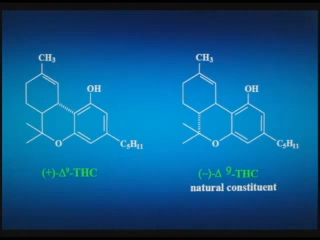 CH₃
OH
O
C₅H₁₁
(+)-Δ⁹-THC
CH₃
OH
O
C₅H₁₁
(−)-Δ 9-THC
natural constituent